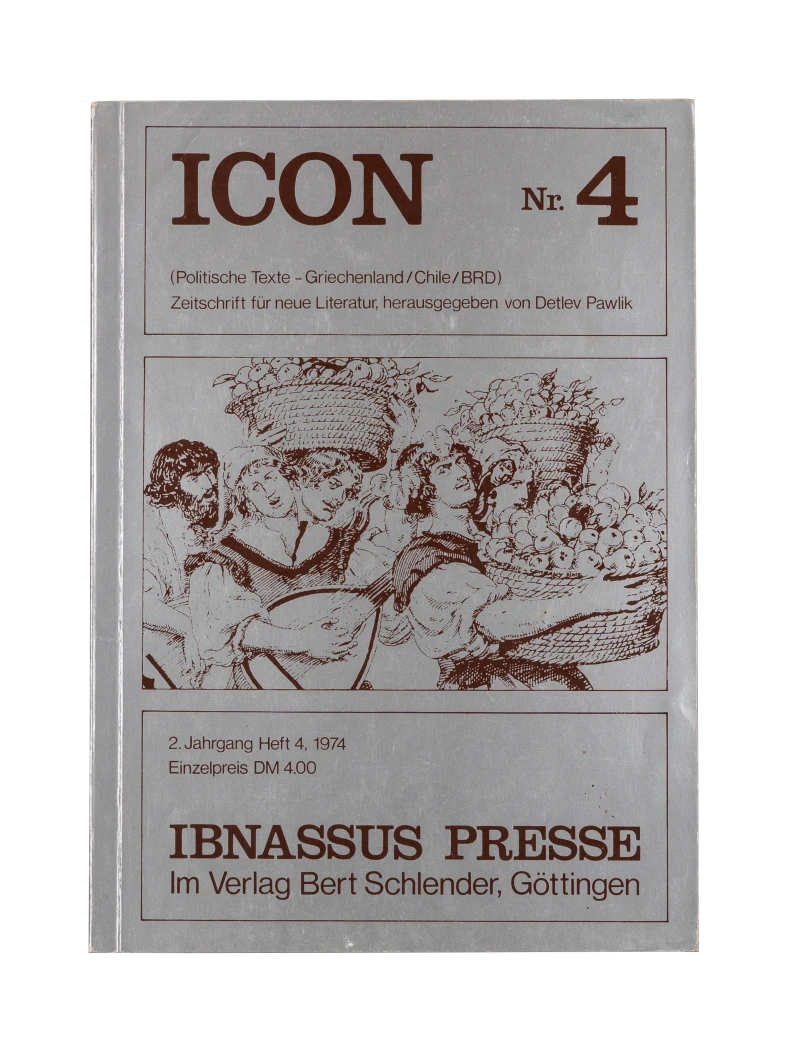 ICON Nr. 4
(Politische Texte – Griechenland/Chile/BRD)
Zeitschrift für neue Literatur, herausgegeben von Detlev Pawlik
2. Jahrgang Heft 4, 1974
Einzelpreis DM 4.00
IBNASSUS PRESSE
Im Verlag Bert Schlender, Göttingen